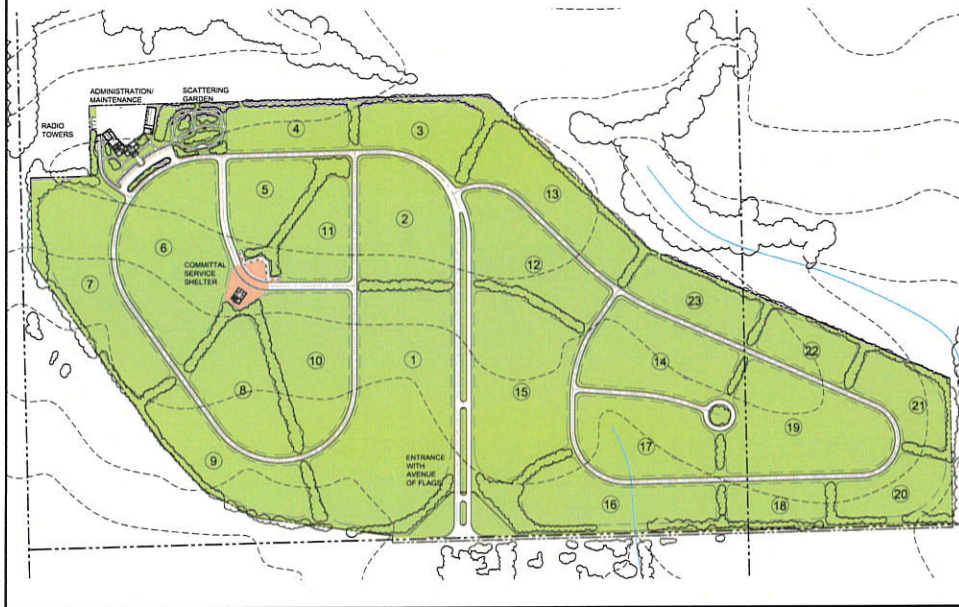 ADMINISTRATION/
MAINTENANCE
SCATTERING
GARDEN
RADIO
TOWERS
4
3
5
13
2
11
6
12
COMMITTAL
SERVICE
SHELTER
7
23
14
22
10
1
8
15
21
19
17
9
ENTRANCE
WITH
AVENUE
OF FLAGS
16
18
20